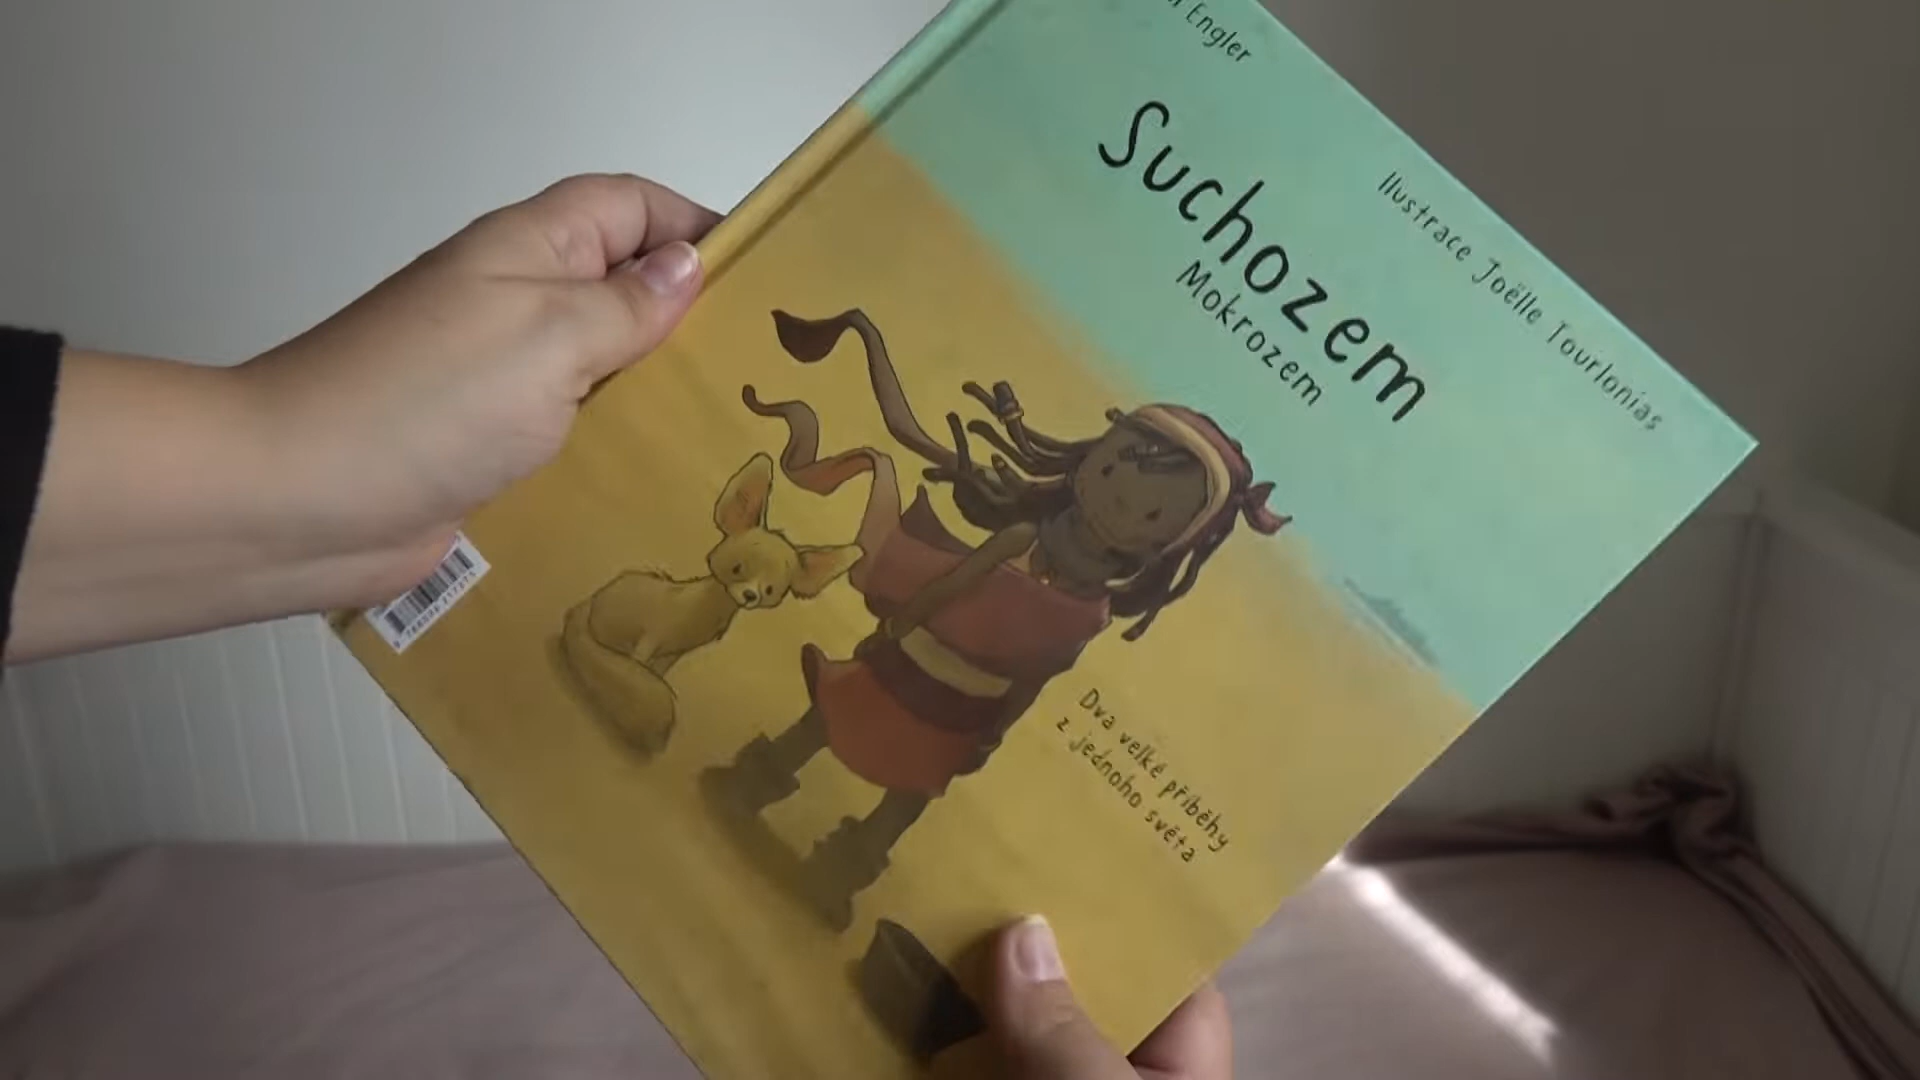 Engler
Suchozem
Mokrozem
Ilustrace Joëlle Tourlonias
Dva velké příběhy
z jednoho světa